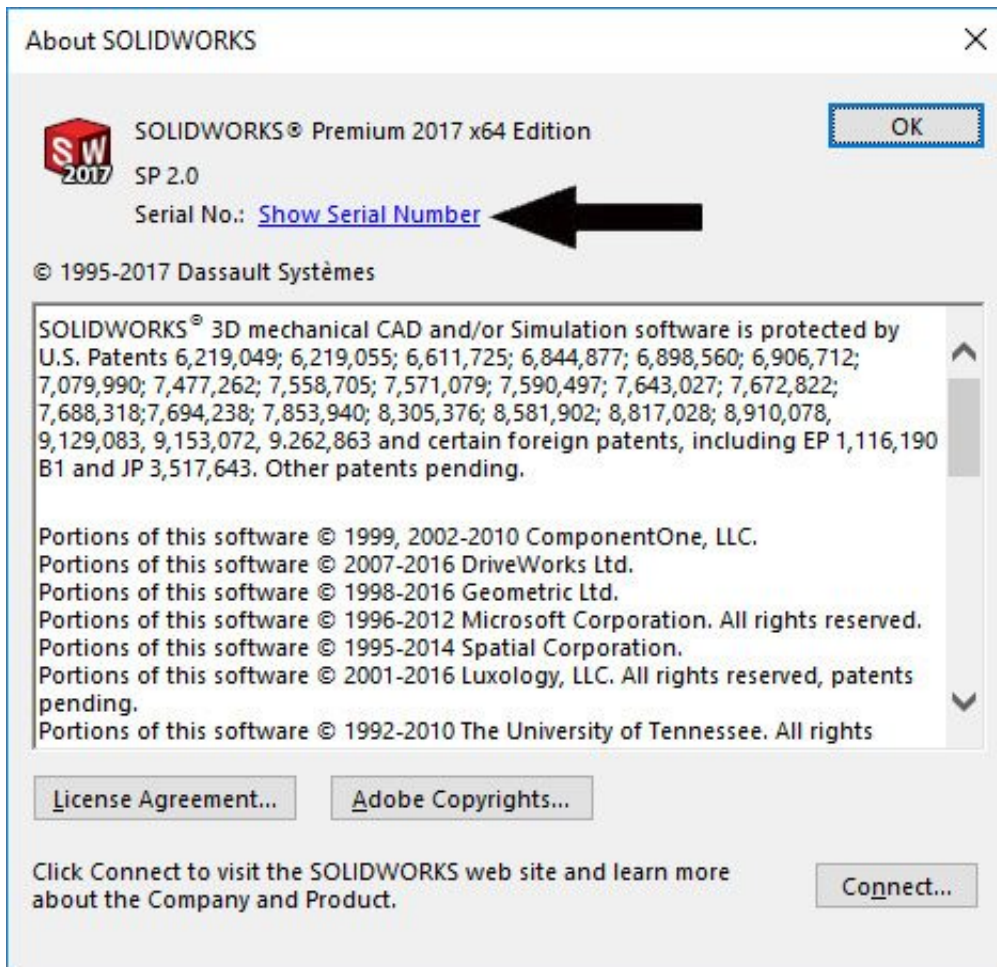 About SOLIDWORKS
SW
2017
SOLIDWORKS® Premium 2017 x64 Edition
OK
SP 2.0
Serial No.: Show Serial Number
© 1995-2017 Dassault Systèmes
SOLIDWORKS® 3D mechanical CAD and/or Simulation software is protected by
U.S. Patents 6,219,049; 6,219,055; 6,611,725; 6,844,877; 6,898,560; 6,906,712;
7,079,990; 7,477,262; 7,558,705; 7,571,079; 7,590,497; 7,643,027; 7,672,822;
7,688,318;7,694,238; 7,853,940; 8,305,376; 8,581,902; 8,817,028; 8,910,078,
9,129,083, 9,153,072, 9.262,863 and certain foreign patents, including EP 1,116,190
B1 and JP 3,517,643. Other patents pending.
Portions of this software © 1999, 2002-2010 ComponentOne, LLC.
Portions of this software © 2007-2016 DriveWorks Ltd.
Portions of this software © 1998-2016 Geometric Ltd.
Portions of this software © 1996-2012 Microsoft Corporation. All rights reserved.
Portions of this software © 1995-2014 Spatial Corporation.
Portions of this software © 2001-2016 Luxology, LLC. All rights reserved, patents
pending.
Portions of this software © 1992-2010 The University of Tennessee. All rights
License Agreement...
Adobe Copyrights...
Click Connect to visit the SOLIDWORKS web site and learn more
about the Company and Product.
Connect...